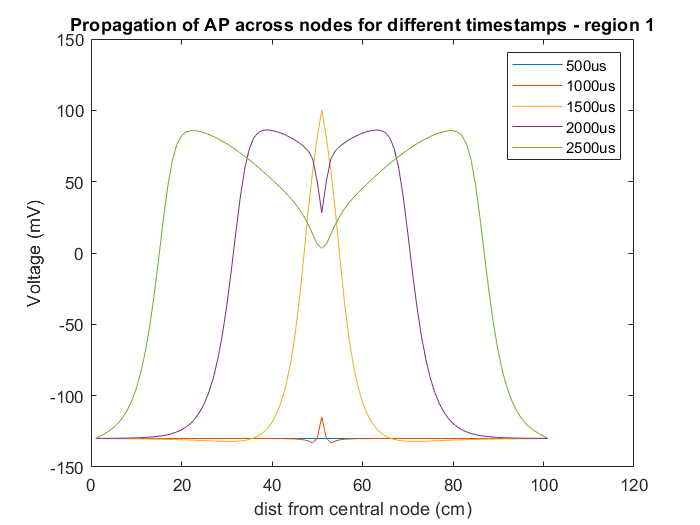 Propagation of AP across nodes for different timestamps - region 1
150
100
50
0
-50
-100
-150
Voltage (mV)
500us
1000us
1500us
2000us
2500us
0 20 40 60 80 100 120
dist from central node (cm)